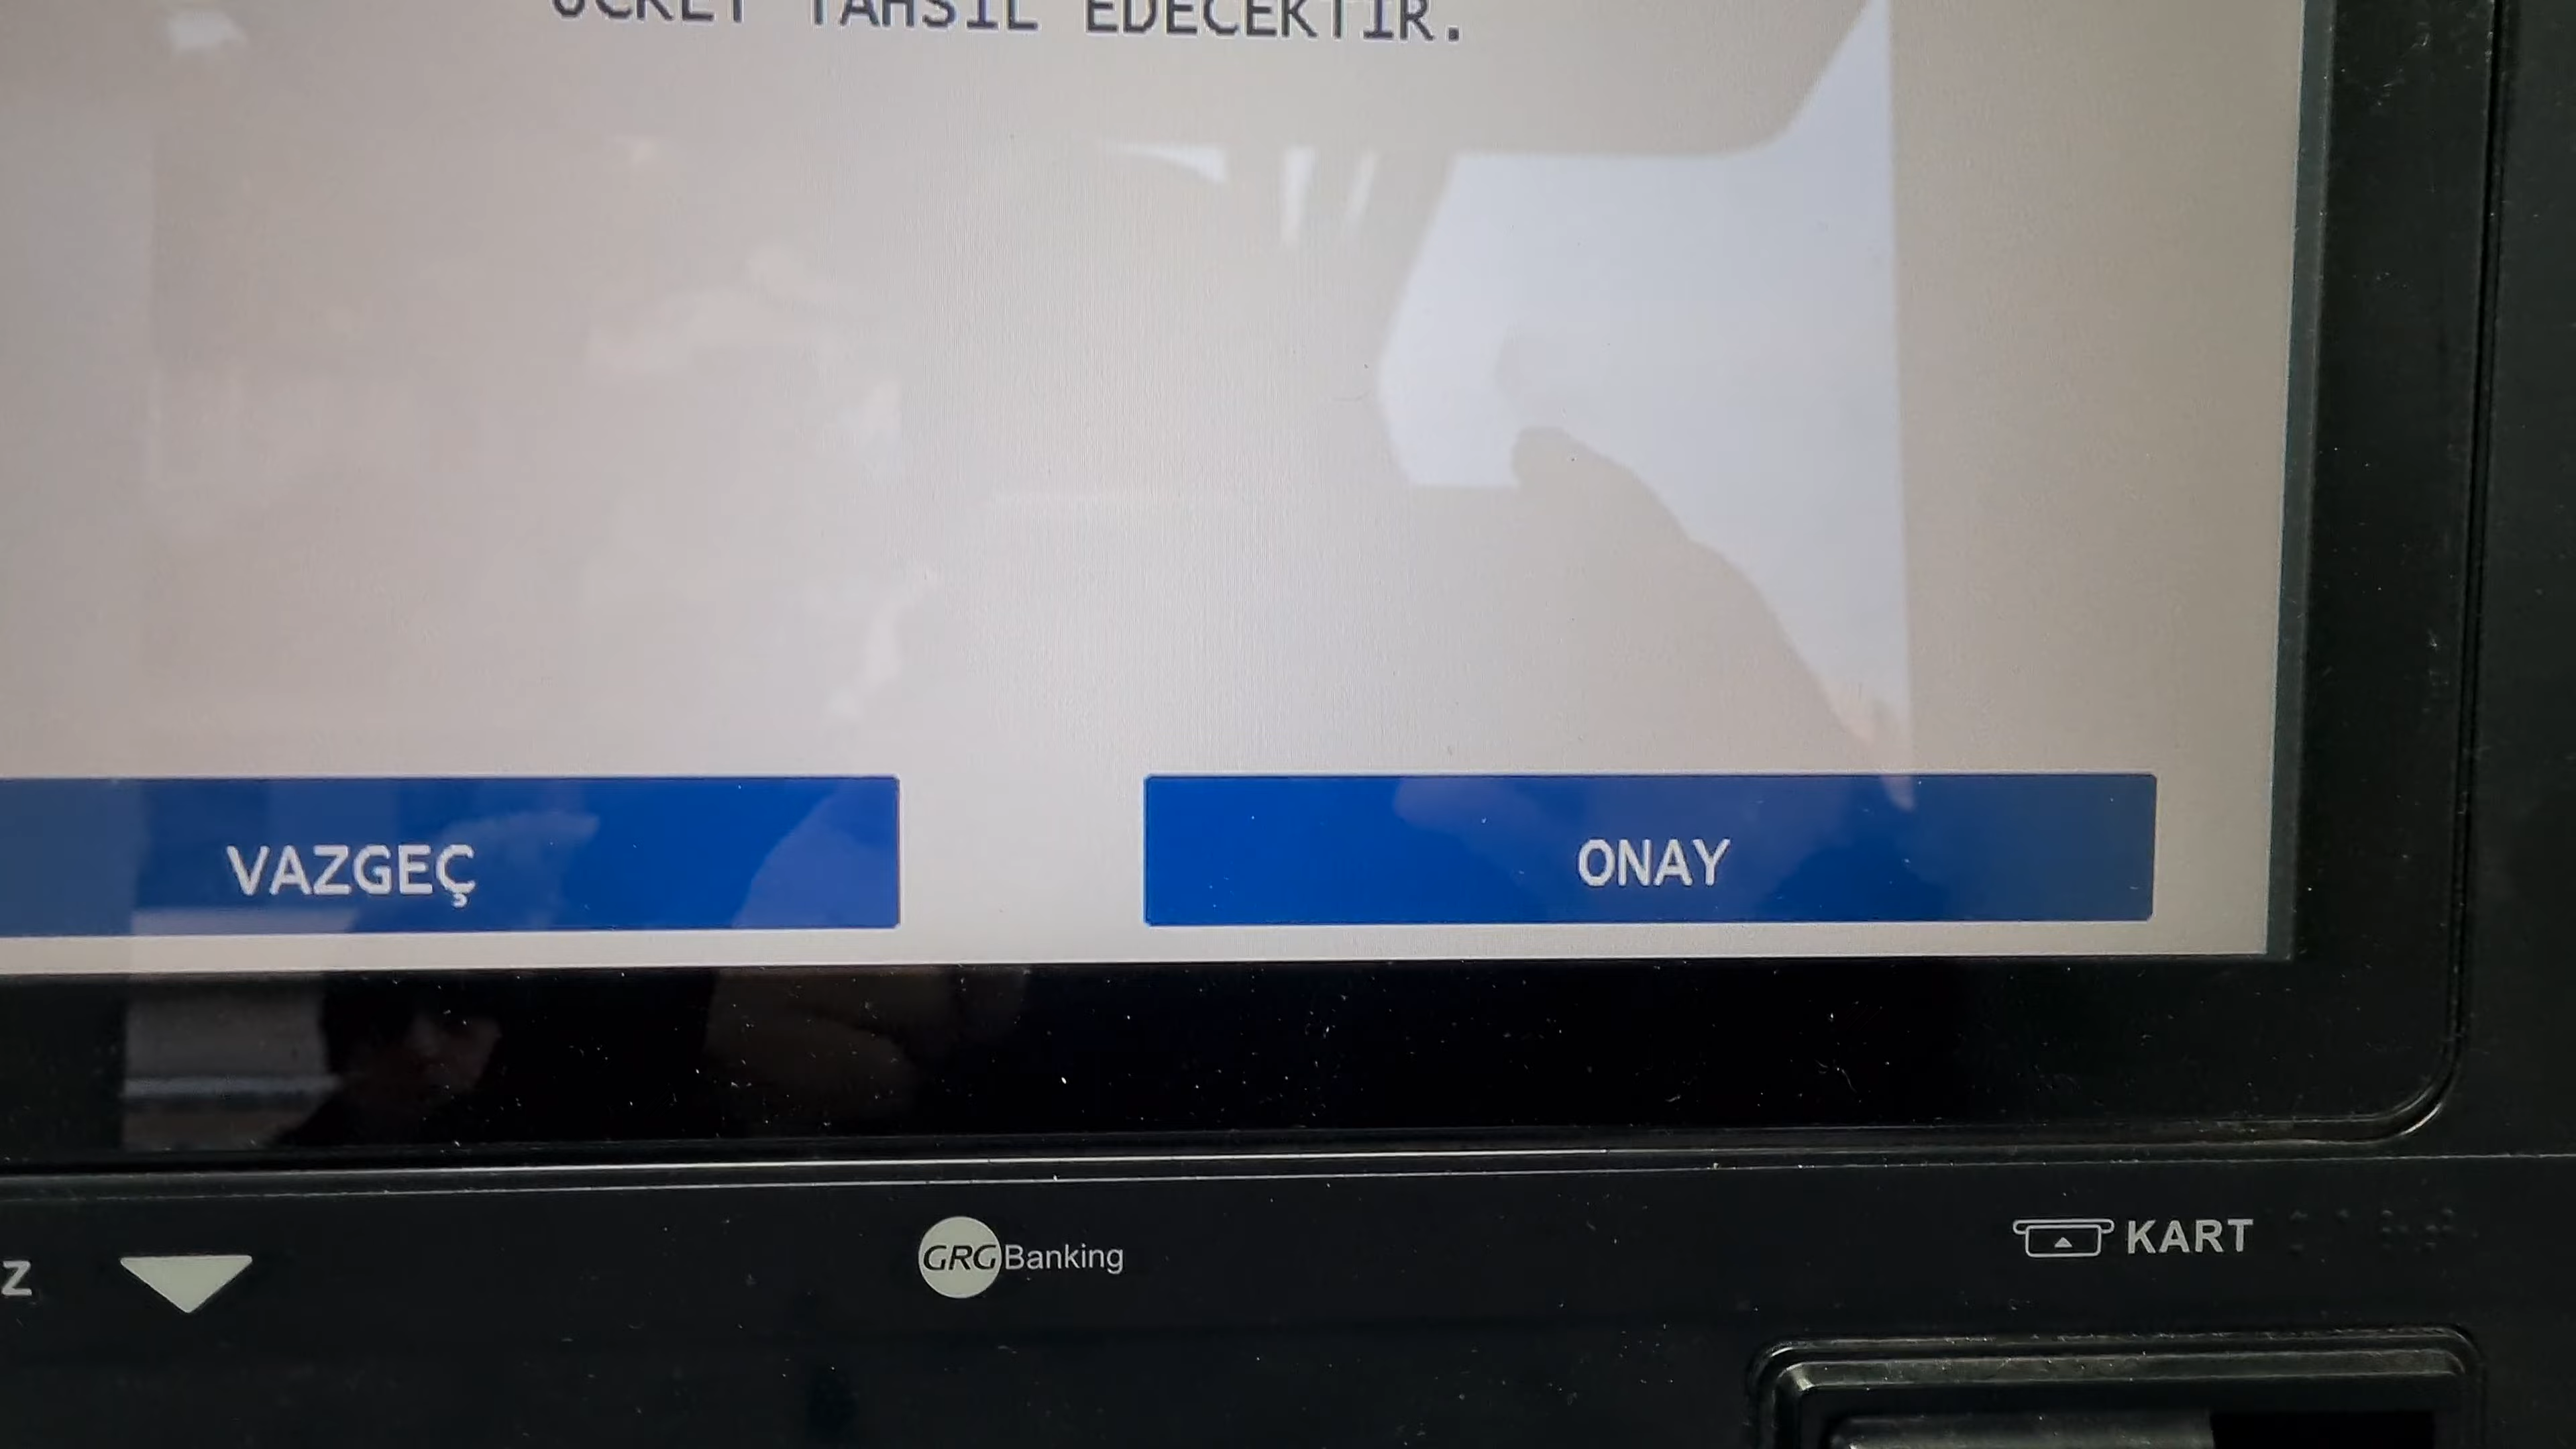 ÜCRET TAHSİL EDECEKTİR.
VAZGEÇ
ONAY
Z
GRG Banking
KART